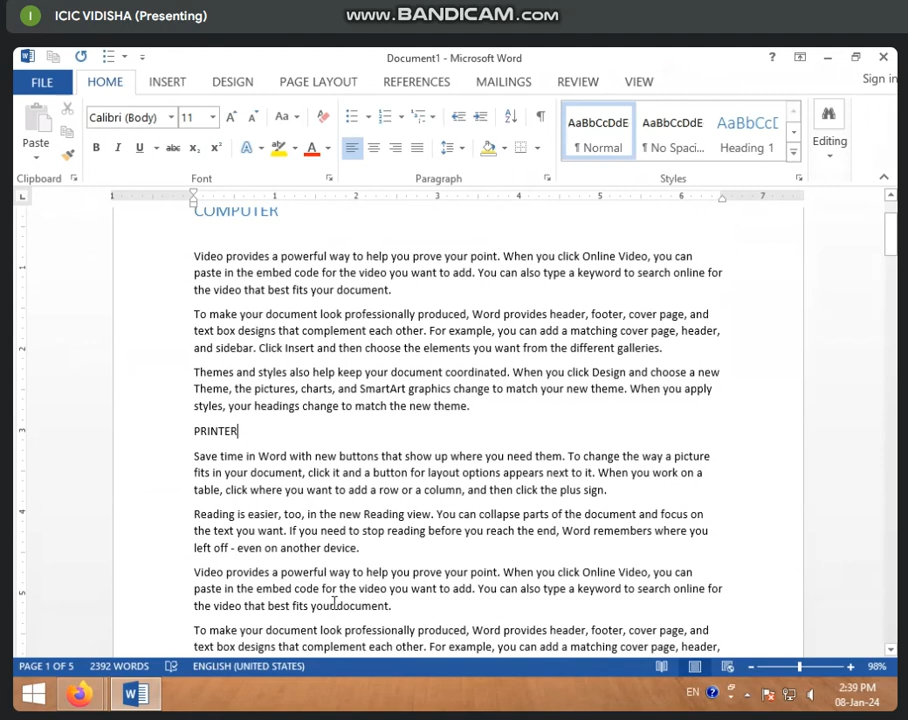 I ICIC VIDISHA (Presenting)
www.BANDICAM.com
Document1 - Microsoft Word
Sign in
FILE HOME INSERT DESIGN PAGE LAYOUT REFERENCES MAILINGS REVIEW VIEW
Calibri (Body) 11 Aa
AaBbCcDdE AaBbCcDdE AaBbCcD
Paste
B I U abc x₂ x² A A
¶ Normal ¶ No Spaci... Heading 1
Editing
Clipboard Font Paragraph Styles
1 1 2 3 4 5 6 7
COMPUTER
Video provides a powerful way to help you prove your point. When you click Online Video, you can
paste in the embed code for the video you want to add. You can also type a keyword to search online for
the video that best fits your document.
To make your document look professionally produced, Word provides header, footer, cover page, and
text box designs that complement each other. For example, you can add a matching cover page, header,
and sidebar. Click Insert and then choose the elements you want from the different galleries.
Themes and styles also help keep your document coordinated. When you click Design and choose a new
Theme, the pictures, charts, and SmartArt graphics change to match your new theme. When you apply
styles, your headings change to match the new theme.
PRINTER
Save time in Word with new buttons that show up where you need them. To change the way a picture
fits in your document, click it and a button for layout options appears next to it. When you work on a
table, click where you want to add a row or a column, and then click the plus sign.
Reading is easier, too, in the new Reading view. You can collapse parts of the document and focus on
the text you want. If you need to stop reading before you reach the end, Word remembers where you
left off - even on another device.
Video provides a powerful way to help you prove your point. When you click Online Video, you can
paste in the embed code for the video you want to add. You can also type a keyword to search online for
the video that best fits your document.
To make your document look professionally produced, Word provides header, footer, cover page, and
text box designs that complement each other. For example, you can add a matching cover page, header,
1
2
3
4
5
PAGE 1 OF 5 2392 WORDS ENGLISH (UNITED STATES) 98%
EN 2:39 PM
08-Jan-24